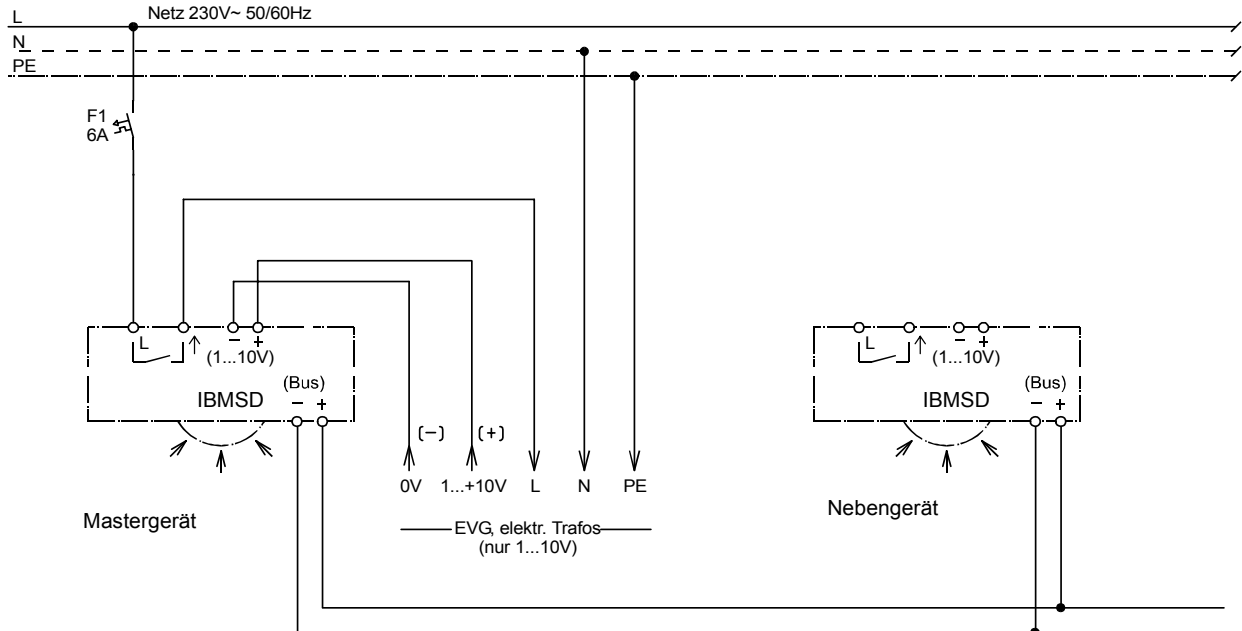 L
Netz 230V~ 50/60Hz
N
PE
F1
6A
L
- +
(1...10V)
(Bus)
IBMSD
- +
L
- +
(1...10V)
(Bus)
IBMSD
- +
(-) (+)
0V 1...+10V L N PE
Mastergerät
Nebengerät
EVG, elektr. Trafos
(nur 1...10V)